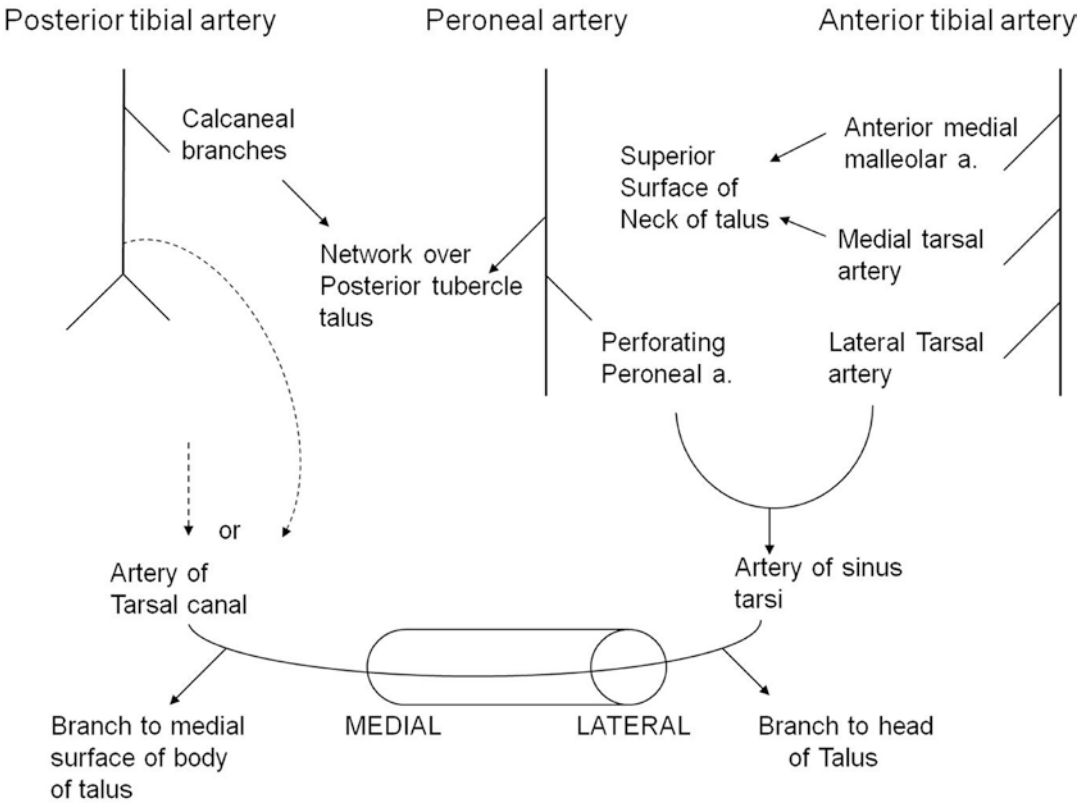 Posterior tibial artery
Peroneal artery
Anterior tibial artery
Calcaneal
branches
Superior
Surface of
Neck of talus
Anterior medial
malleolar a.
Network over
Posterior tubercle
talus
Medial tarsal
artery
Perforating
Peroneal a.
Lateral Tarsal
artery
or
Artery of
Tarsal canal
Artery of sinus
tarsi
Branch to medial
surface of body
of talus
MEDIAL
LATERAL
Branch to head
of Talus